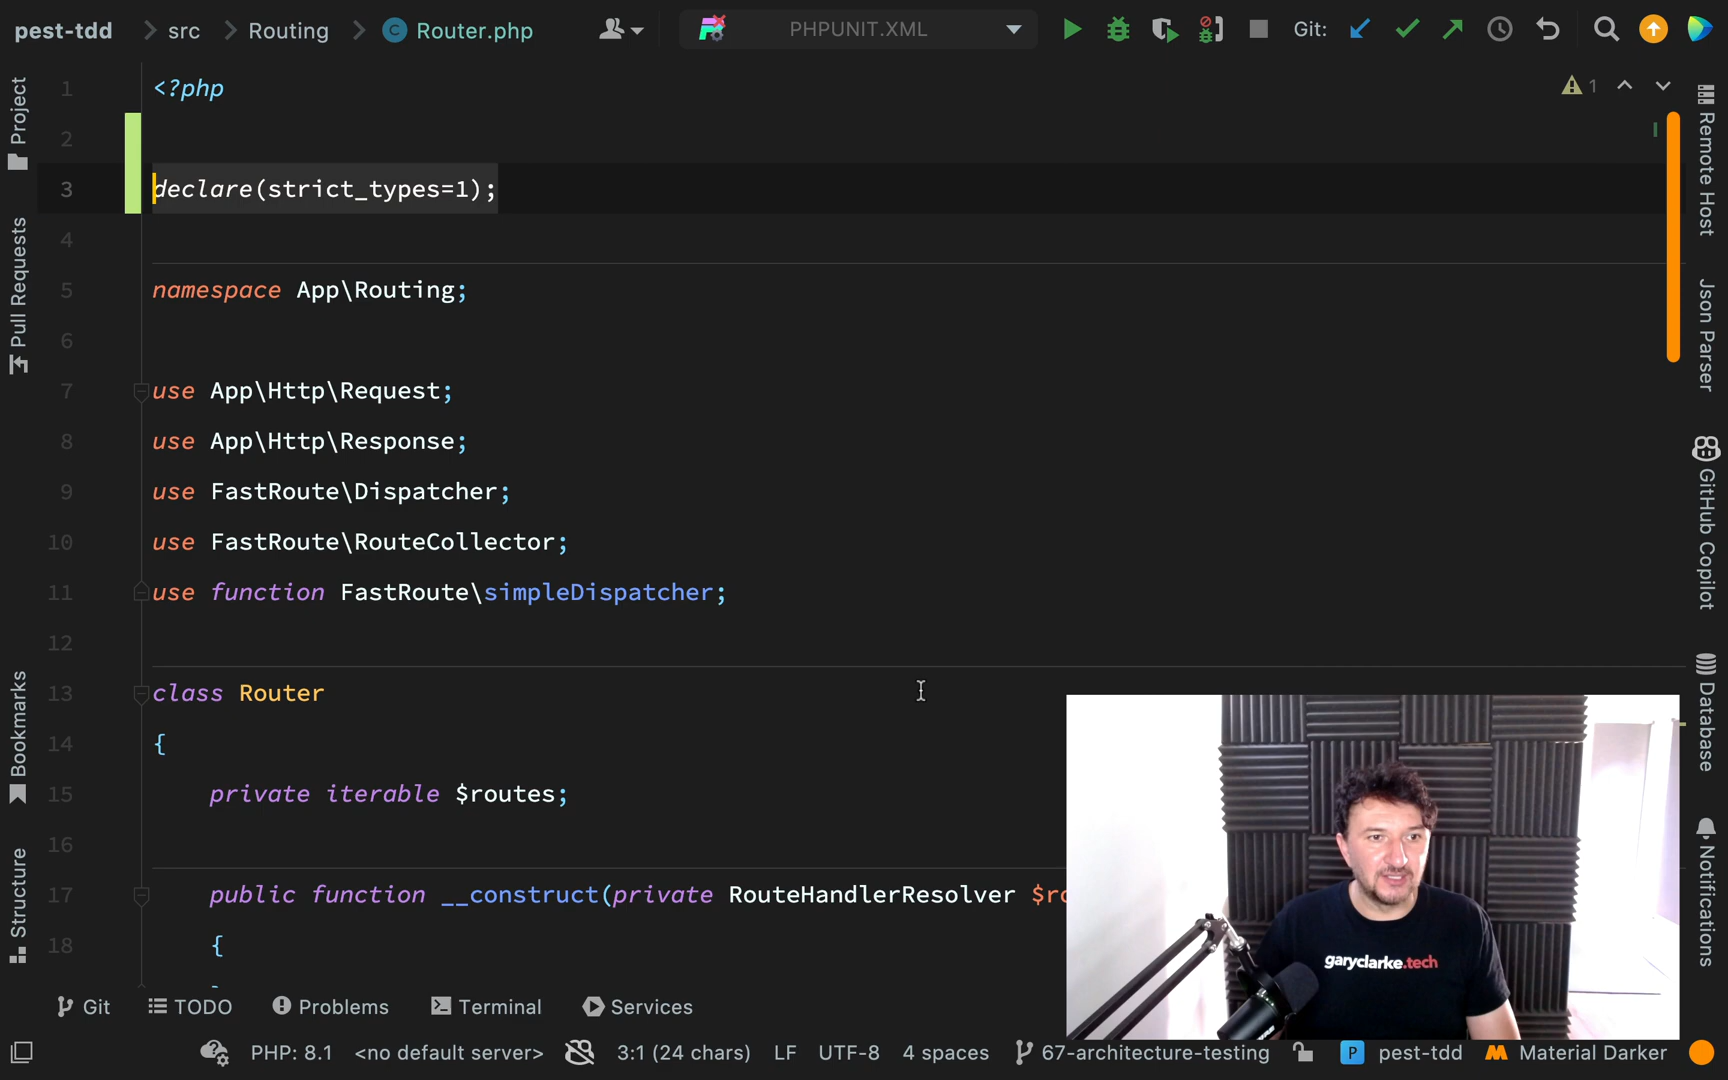 pest-tdd src Routing Router.php PHPUNIT.XML Git:
Project
Pull Requests
Bookmarks
Structure
1 <?php
1
2
3 declare(strict_types=1);
4
5 namespace App\Routing;
6
7 use App\Http\Request;
8 use App\Http\Response;
9 use FastRoute\Dispatcher;
10 use FastRoute\RouteCollector;
11 use function FastRoute\simpleDispatcher;
12
13 class Router
14 {
15 private iterable $routes;
16
17 public function __construct(private RouteHandlerResolver
18 {
garyclarke.tech
Remote Host
Json Parser
GitHub Copilot
Database
Notifications
Git TODO Problems Terminal Services
PHP: 8.1 <no default server> 3:1 (24 chars) LF UTF-8 4 spaces 67-architecture-testing P pest-tdd Material Darker